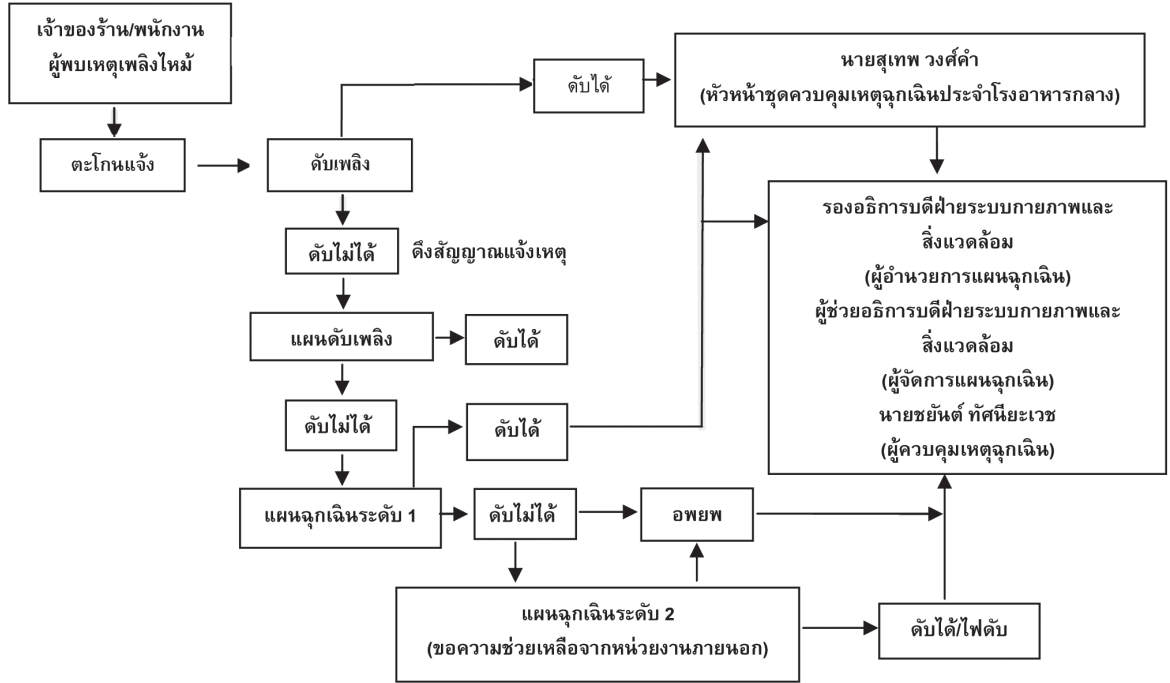 เจ้าของร้าน/พนักงาน
ผู้พบเหตุเพลิงไหม้
ตะโกนแจ้ง
ดับเพลิง
ดับได้
นายสุเทพ วงศ์คำ
(หัวหน้าชุดควบคุมเหตุฉุกเฉินประจำโรงอาหารกลาง)
รองอธิการบดีฝ่ายระบบกายภาพและ
สิ่งแวดล้อม
(ผู้อำนวยการแผนฉุกเฉิน)
ผู้ช่วยอธิการบดีฝ่ายระบบกายภาพและ
สิ่งแวดล้อม
(ผู้จัดการแผนฉุกเฉิน)
นายชยันต์ ทัศนียะเวช
(ผู้ควบคุมเหตุฉุกเฉิน)
ดับไม่ได้
ดึงสัญญาณแจ้งเหตุ
แผนดับเพลิง
ดับได้
ดับไม่ได้
ดับได้
แผนฉุกเฉินระดับ 1
ดับไม่ได้
อพยพ
แผนฉุกเฉินระดับ 2
(ขอความช่วยเหลือจากหน่วยงานภายนอก)
ดับได้/ไฟดับ